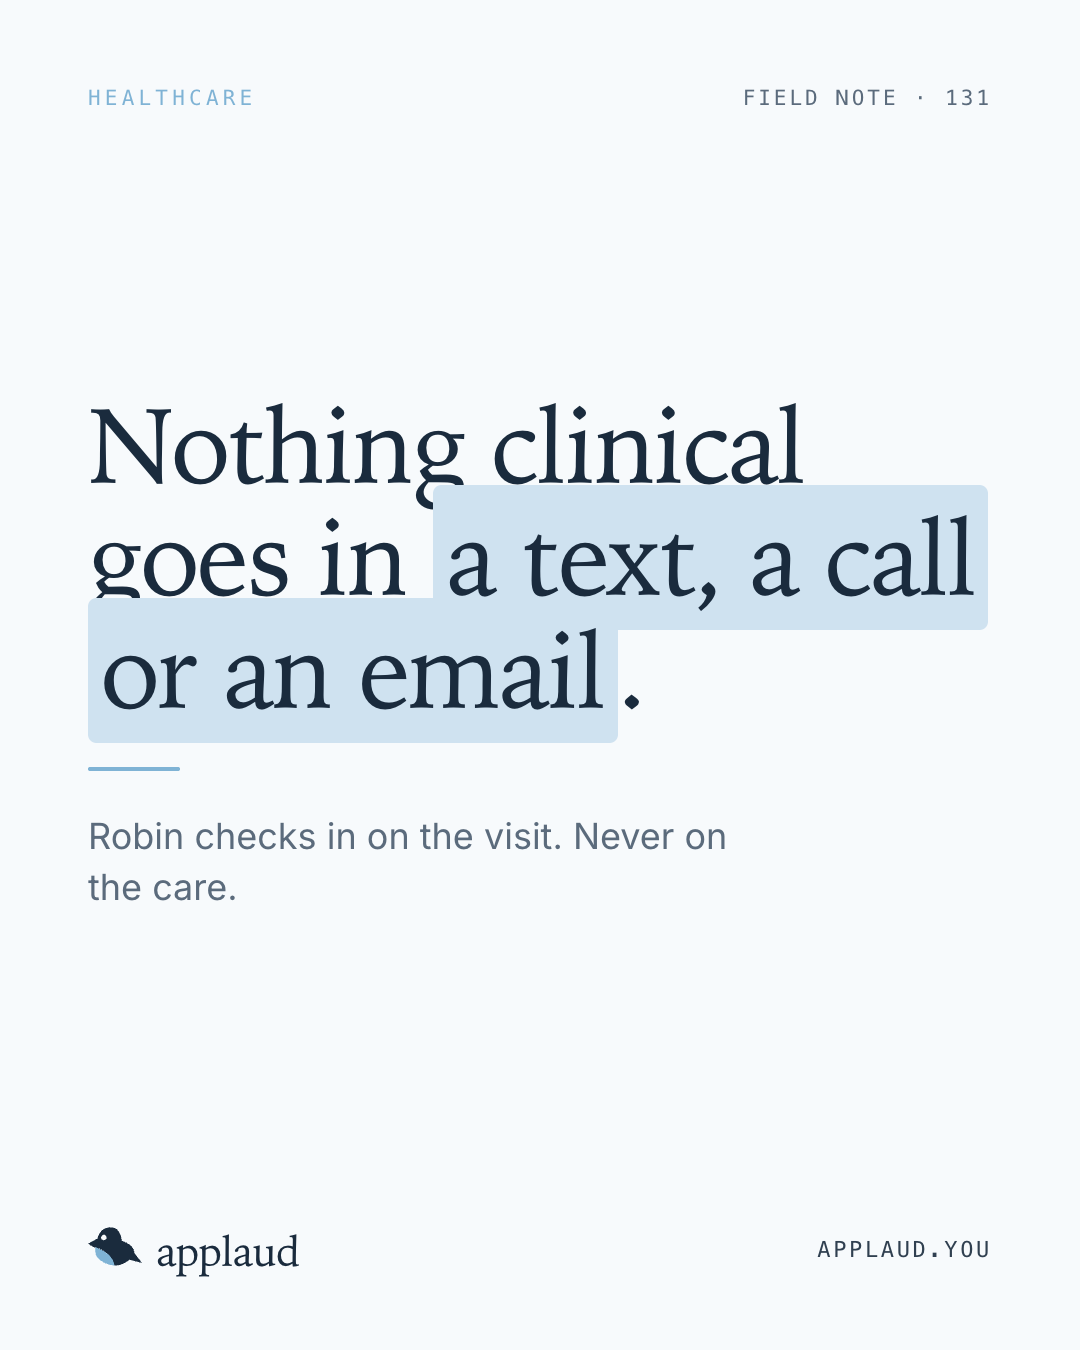 HEALTHCARE
FIELD NOTE · 131
Nothing clinical
goes in a text, a call
or an email.
Robin checks in on the visit. Never on
the care.
applaud
APPLAUD.YOU